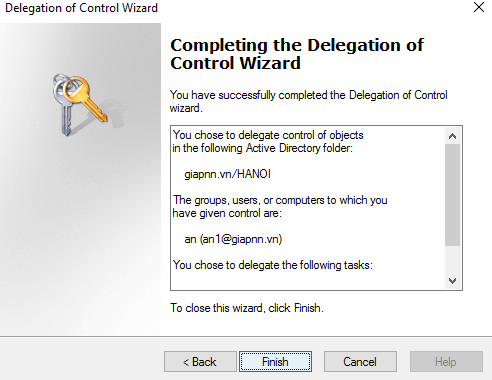 Delegation of Control Wizard
Completing the Delegation of
Control Wizard
You have successfully completed the Delegation of Control
wizard.
You chose to delegate control of objects
in the following Active Directory folder:
giapnn.vn/HANOI
The groups, users, or computers to which you
have given control are:
an (an1@giapnn.vn)
You chose to delegate the following tasks:
To close this wizard, click Finish.
< Back
Finish
Cancel
Help